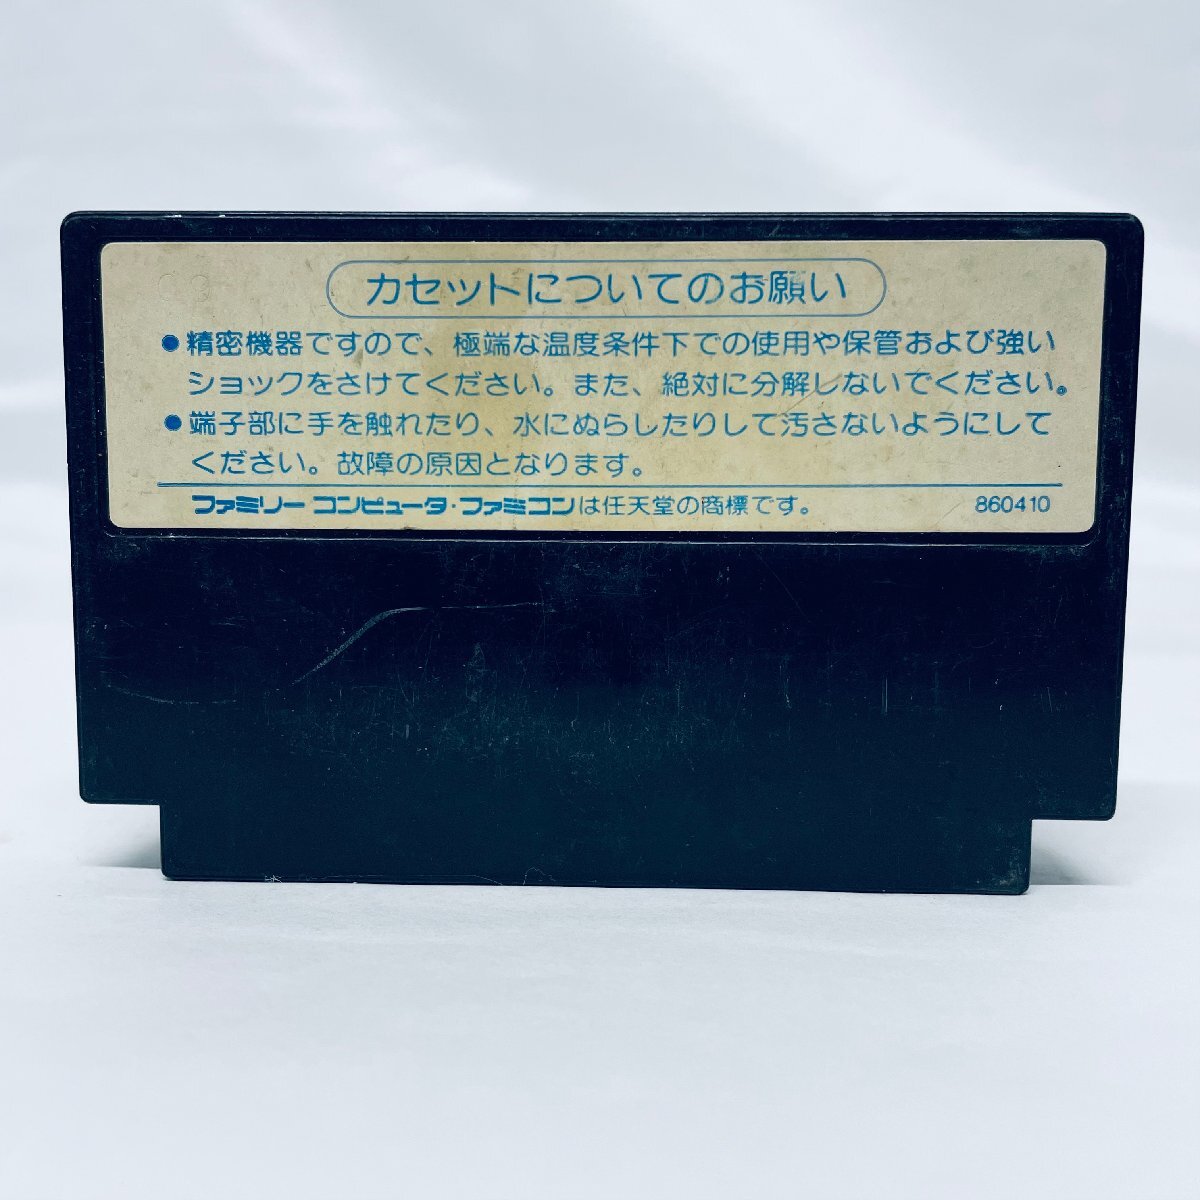 カセットについてのお願い
●精密機器ですので、極端な温度条件下での使用や保管および強い
ショックをさけてください。また、絶対に分解しないでください。
●端子部に手を触れたり、水にぬらしたりして汚さないようにして
ください。故障の原因となります。
ファミリー コンピュータ・ファミコンは任天堂の商標です。 860410